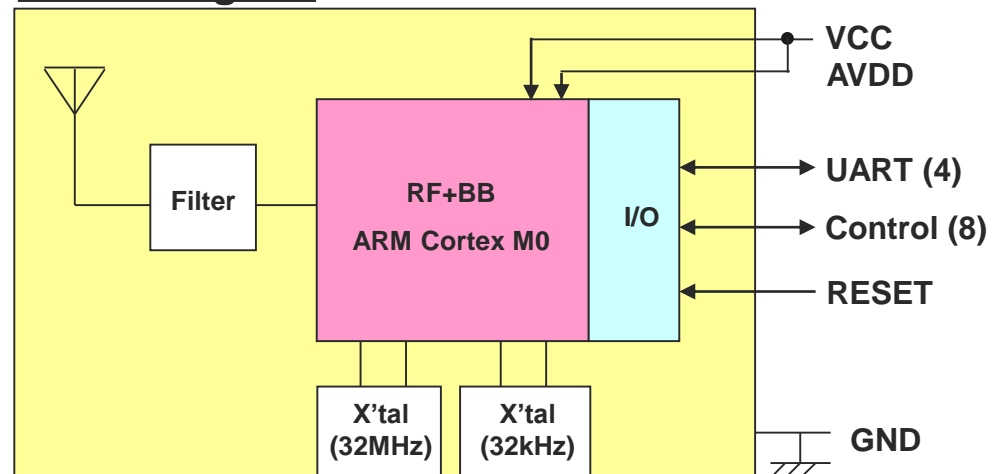 VCC
AVDD
Filter
RF+BB
ARM Cortex M0
I/O
UART (4)
Control (8)
RESET
X'tal
(32MHz)
X'tal
(32kHz)
GND